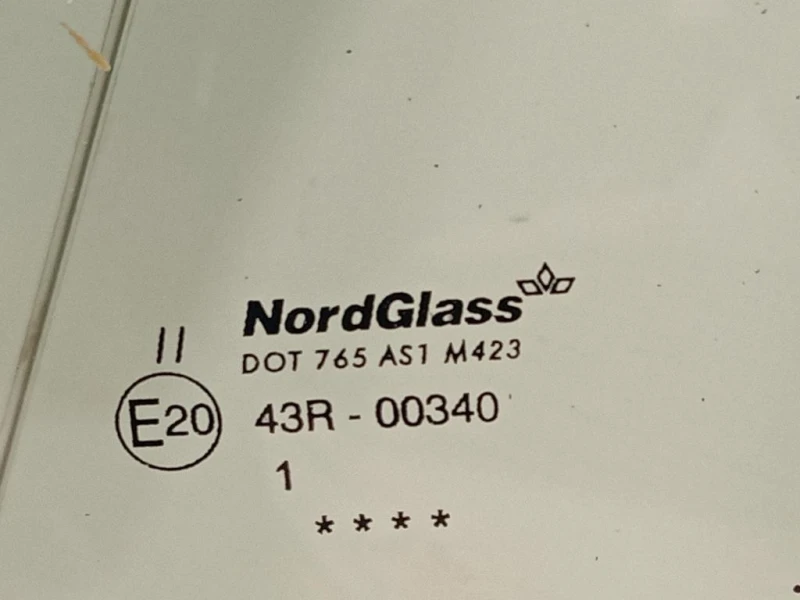 NordGlass
II
DOT 765 AS1 M423
E20
43R - 00340
1
* * * *